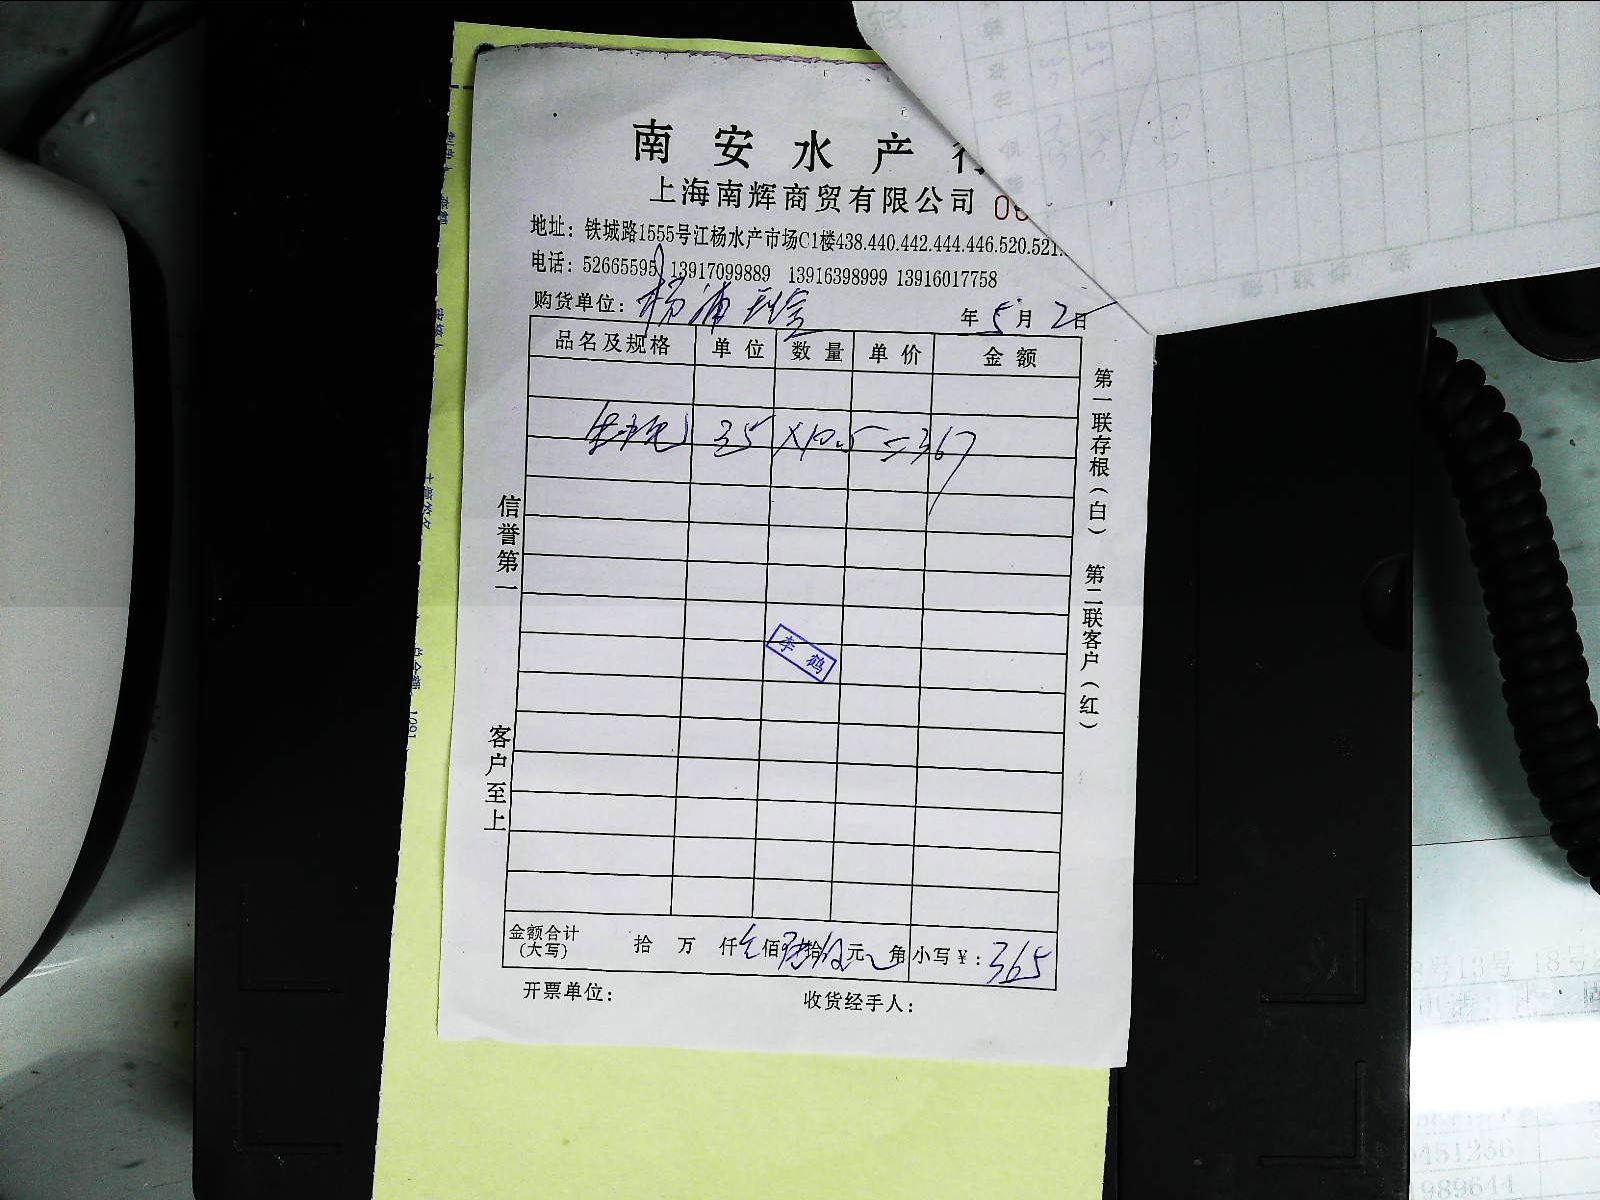 南安水产行
上海南辉商贸有限公司
地址：铁城路1555号江杨水产市场C1楼438.440.442.444.446.520.521.
电话：52665595 13917099889 13916398999 13916017758
购货单位：杨浦 年5月2日
品名及规格 单位 数量 单价 金额
35 ×10.5=367
信誉第一
客户至上
第一联存根（白） 第二联客户（红）
李鹤
金额合计（大写） 拾 万 仟 佰 拾 元 角 小写¥：365
开票单位： 收货经手人：